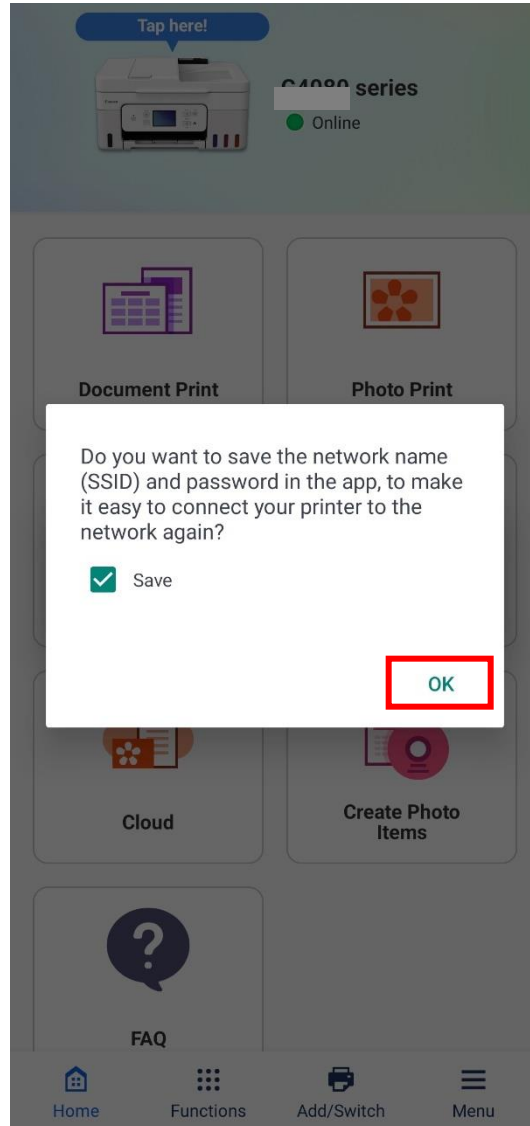 Tap here!
series
Online
Document Print
Photo Print
Do you want to save the network name
(SSID) and password in the app, to make
it easy to connect your printer to the
network again?
Save
OK
Cloud
Create Photo
Items
FAQ
Home
Functions
Add/Switch
Menu